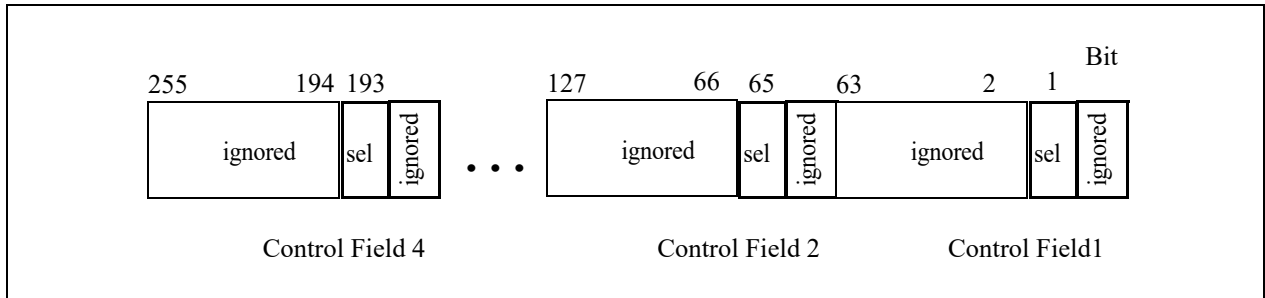 Bit
255 194 193 127 66 65 63 2 1
ignored sel ignored . . . ignored sel ignored ignored sel ignored
Control Field 4 Control Field 2 Control Field1